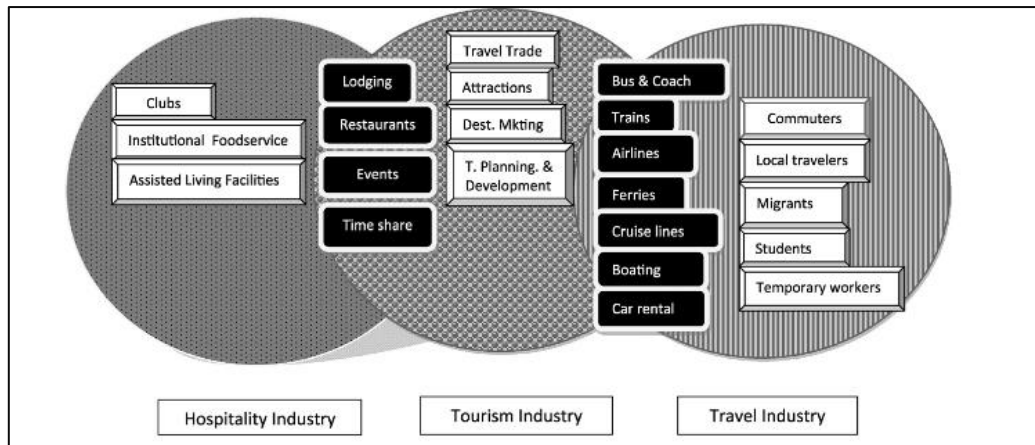 Clubs
Institutional Foodservice
Assisted Living Facilities
Lodging
Restaurants
Events
Time share
Travel Trade
Attractions
Dest. Mkting
T. Planning. &
Development
Bus & Coach
Trains
Airlines
Ferries
Cruise lines
Boating
Car rental
Commuters
Local travelers
Migrants
Students
Temporary workers
Hospitality Industry
Tourism Industry
Travel Industry